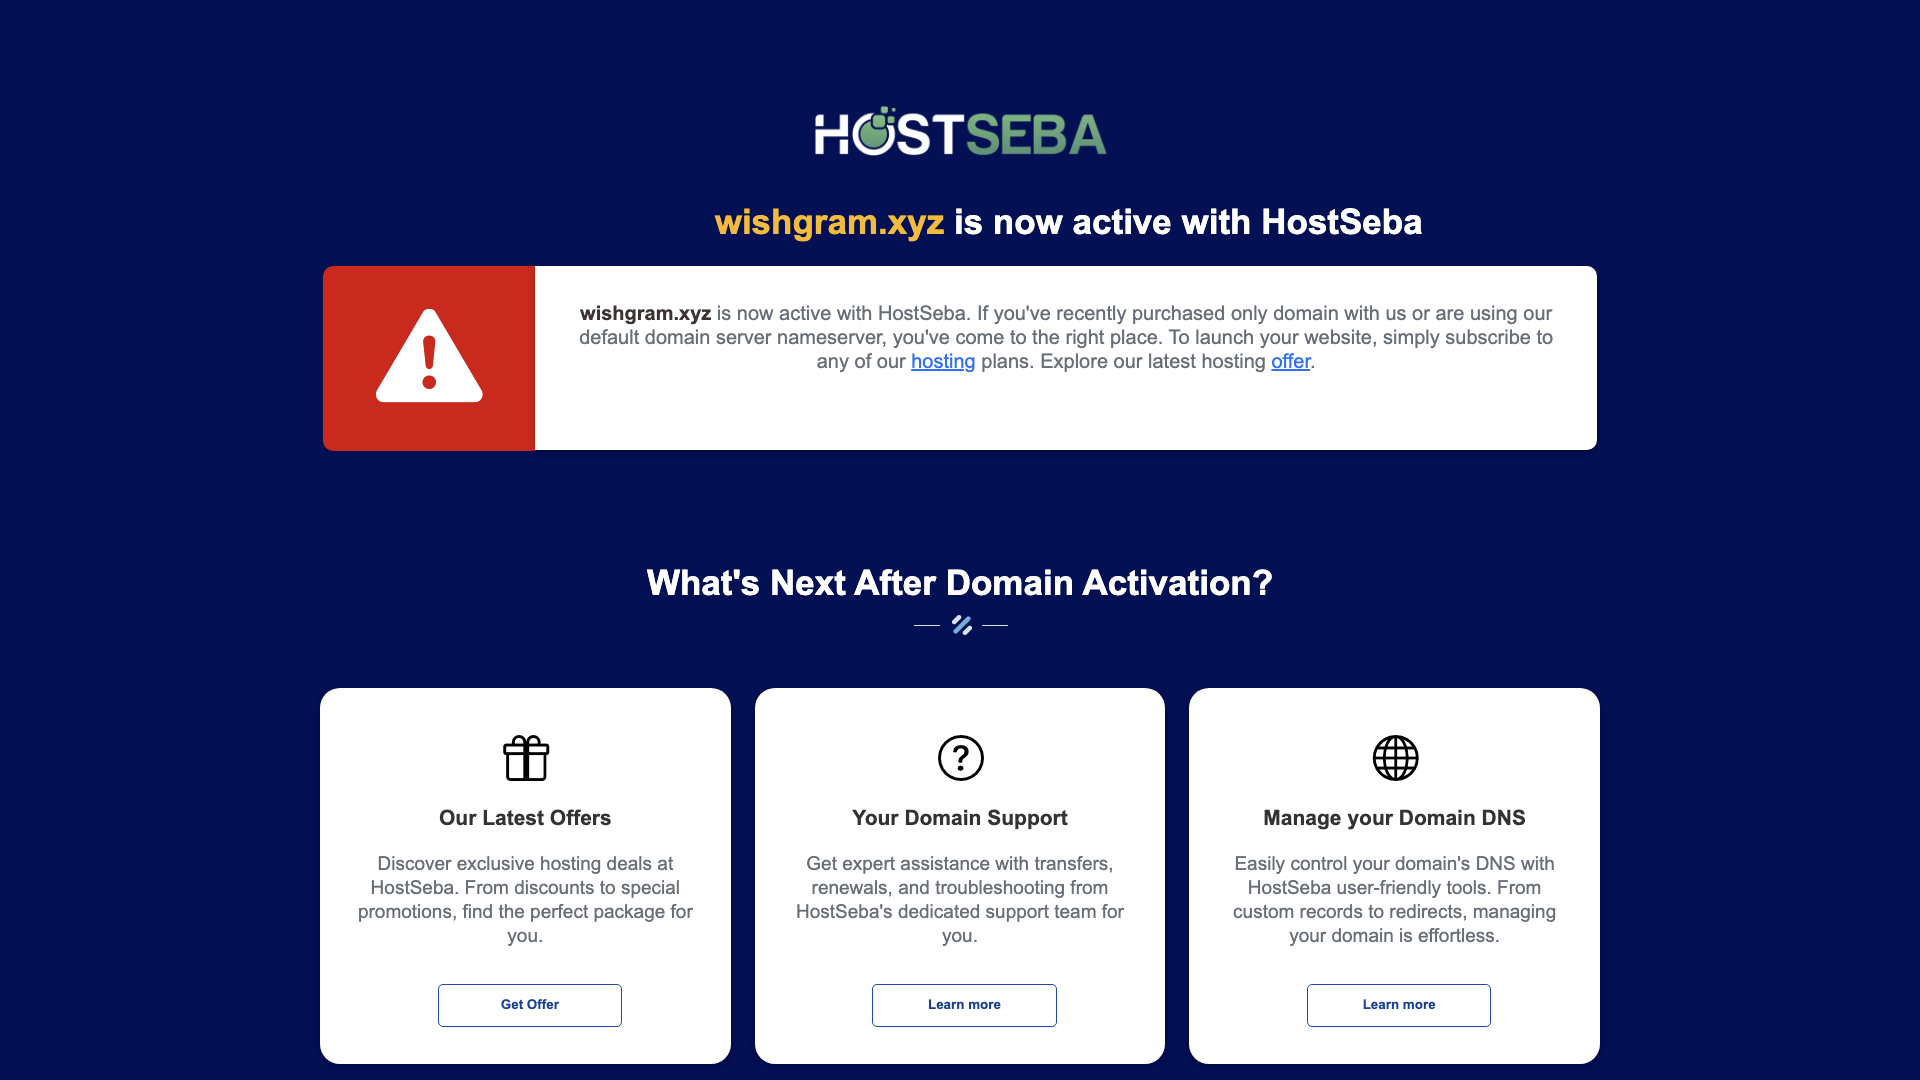 HOSTSEBA
wishgram.xyz is now active with HostSeba
wishgram.xyz is now active with HostSeba. If you've recently purchased only domain with us or are using our
default domain server nameserver, you've come to the right place. To launch your website, simply subscribe to
any of our hosting plans. Explore our latest hosting offer.
What's Next After Domain Activation?
Our Latest Offers
Discover exclusive hosting deals at
HostSeba. From discounts to special
promotions, find the perfect package for
you.
Get Offer
Your Domain Support
Get expert assistance with transfers,
renewals, and troubleshooting from
HostSeba's dedicated support team for
you.
Learn more
Manage your Domain DNS
Easily control your domain's DNS with
HostSeba user-friendly tools. From
custom records to redirects, managing
your domain is effortless.
Learn more